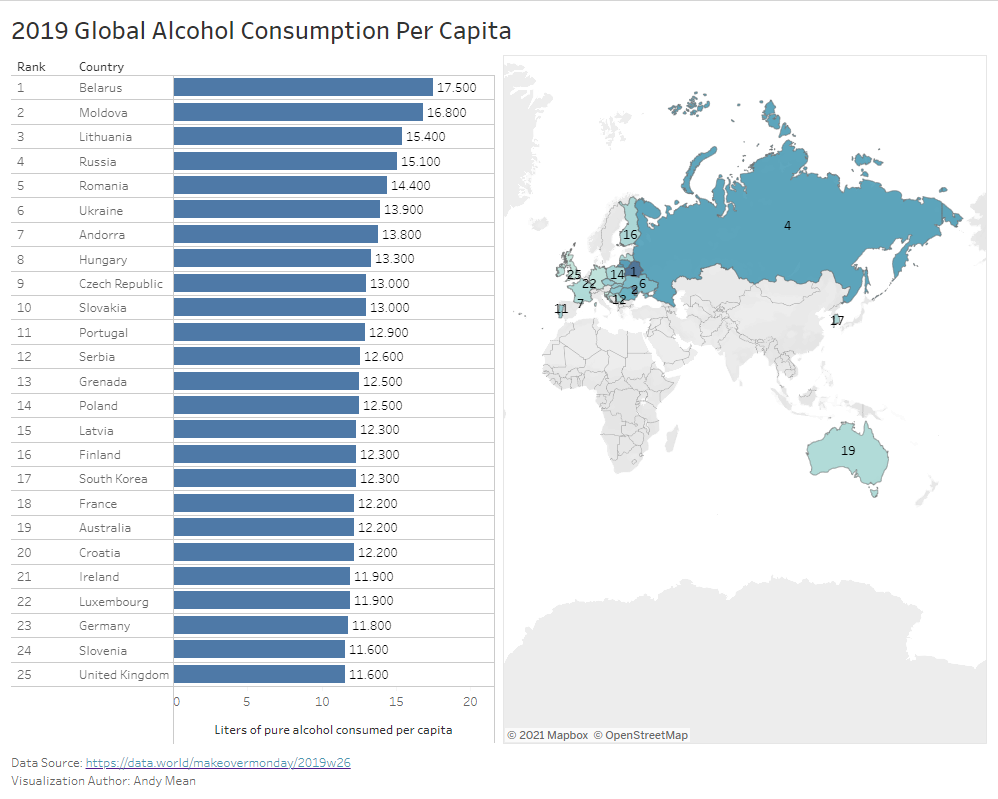 2019 Global Alcohol Consumption Per Capita
Rank Country
1 Belarus 17.500
2 Moldova 16.800
3 Lithuania 15.400
4 Russia 15.100
5 Romania 14.400
6 Ukraine 13.900
7 Andorra 13.800
8 Hungary 13.300
9 Czech Republic 13.000
10 Slovakia 13.000
11 Portugal 12.900
12 Serbia 12.600
13 Grenada 12.500
14 Poland 12.500
15 Latvia 12.300
16 Finland 12.300
17 South Korea 12.300
18 France 12.200
19 Australia 12.200
20 Croatia 12.200
21 Ireland 11.900
22 Luxembourg 11.900
23 Germany 11.800
24 Slovenia 11.600
25 United Kingdom 11.600
0 5 10 15 20
Liters of pure alcohol consumed per capita
4
16
25 22 14 1
2 6
7 12
11
17
19
© 2021 Mapbox © OpenStreetMap
Data Source: https://data.world/makeovermonday/2019w26
Visualization Author: Andy Mean